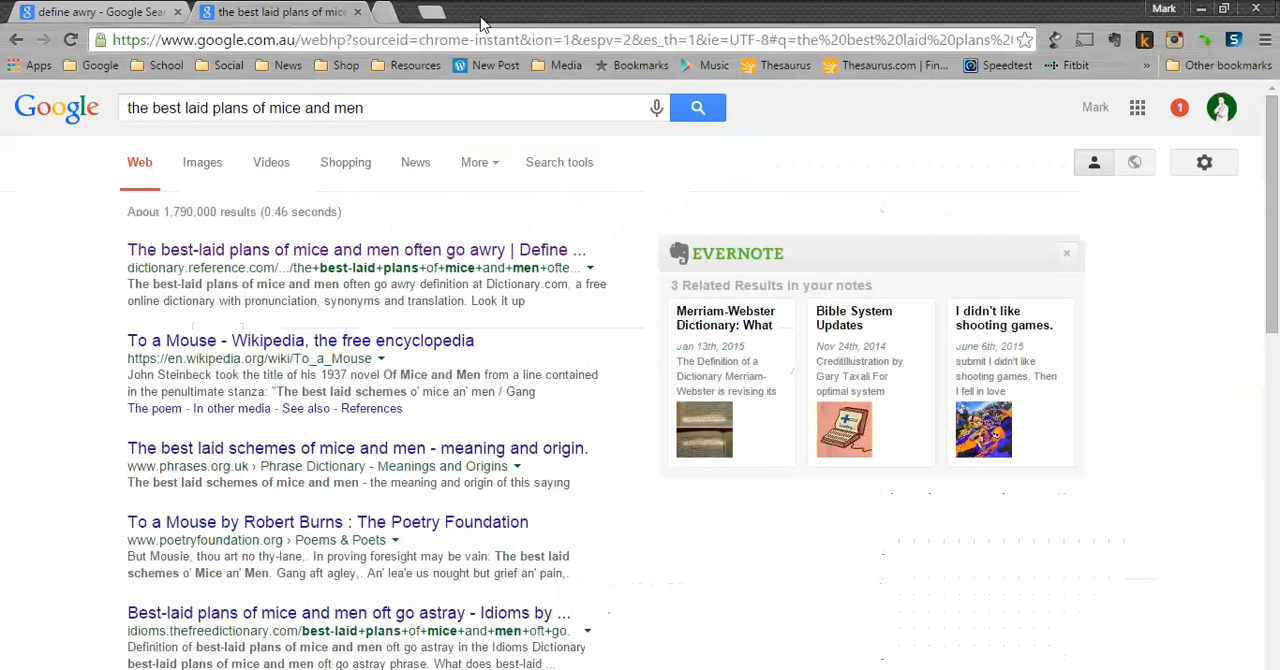 define awry - Google Sear
the best laid plans of mice
Mark
https://www.google.com.au/webhp?sourceid=chrome-instant&ion=1&espv=2&es_th=1&ie=UTF-8#q=the%20best%20laid%20plans%20
Apps Google School Social News Shop Resources New Post Media Bookmarks Music Thesaurus Thesaurus.com | Fin... Speedtest Fitbit » Other bookmarks
Google the best laid plans of mice and men Mark 1
Web Images Videos Shopping News More Search tools
About 1,790,000 results (0.46 seconds)
The best-laid plans of mice and men often go awry | Define ...
dictionary.reference.com/.../the+best-laid+plans+of+mice+and+men+ofte...
The best-laid plans of mice and men often go awry definition at Dictionary.com, a free
online dictionary with pronunciation, synonyms and translation. Look it up
To a Mouse - Wikipedia, the free encyclopedia
https://en.wikipedia.org/wiki/To_a_Mouse
John Steinbeck took the title of his 1937 novel Of Mice and Men from a line contained
in the penultimate stanza: "The best laid schemes o' mice an' men / Gang
The poem - In other media - See also - References
The best laid schemes of mice and men - meaning and origin.
www.phrases.org.uk › Phrase Dictionary - Meanings and Origins
The best laid schemes of mice and men - the meaning and origin of this saying
To a Mouse by Robert Burns : The Poetry Foundation
www.poetryfoundation.org › Poems & Poets
But Mousie, thou art no thy-lane,. In proving foresight may be vain: The best laid
schemes o' Mice an' Men. Gang aft agley,. An' lea'e us nought but grief an' pain,.
Best-laid plans of mice and men oft go astray - Idioms by ...
idioms.thefreedictionary.com/best-laid+plans+of+mice+and+men+oft+go.
Definition of best-laid plans of mice and men oft go astray in the Idioms Dictionary
best-laid plans of mice and men oft go astray phrase. What does best-laid ...
EVERNOTE
3 Related Results in your notes
Merriam-Webster
Dictionary: What
Jan 13th, 2015
The Definition of a
Dictionary Merriam-
Webster is revising its
Bible System
Updates
Nov 24th, 2014
CreditIllustration by
Gary Taxali For
optimal system
I didn't like
shooting games.
June 6th, 2015
submit I didn't like
shooting games. Then
I fell in love